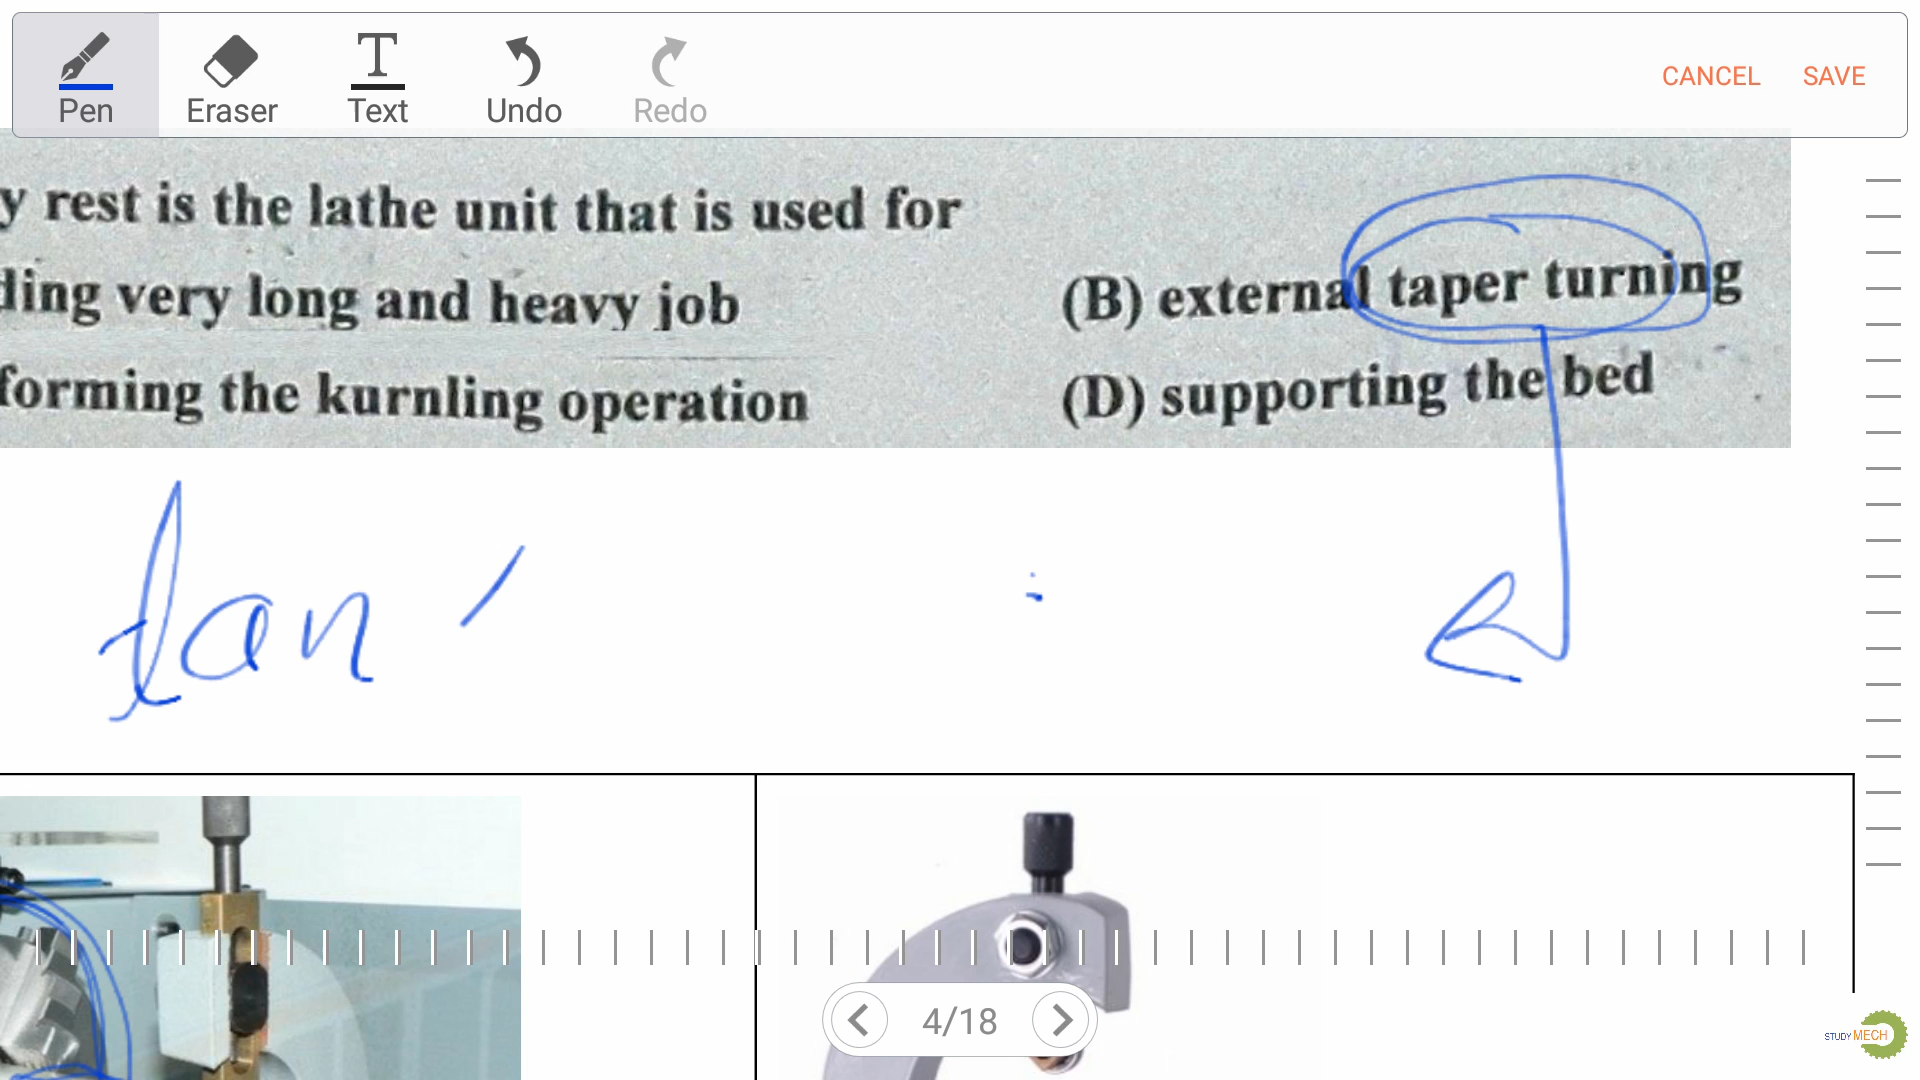 Pen Eraser Text Undo Redo CANCEL SAVE
y rest is the lathe unit that is used for
ding very long and heavy job (B) external taper turning
forming the kurnling operation (D) supporting the bed
tan
4/18
STUDY MECH